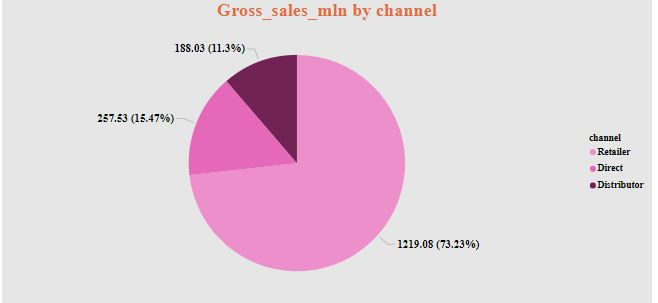 Gross_sales_mln by channel
188.03 (11.3%)
257.53 (15.47%)
1219.08 (73.23%)
channel
Retailer
Direct
Distributor